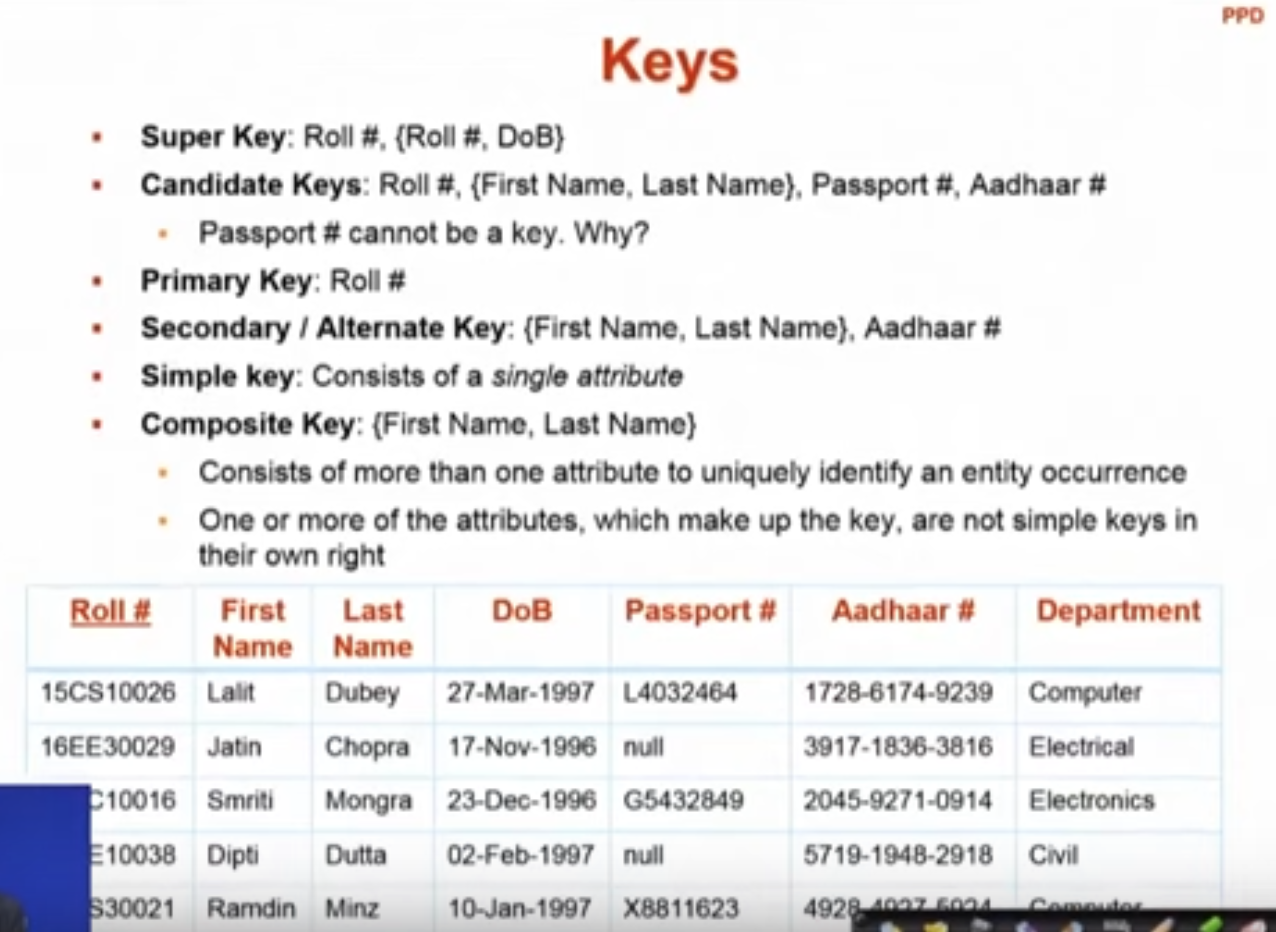 PPD
Keys
Super Key: Roll #, {Roll #, DoB}
Candidate Keys: Roll #, {First Name, Last Name}, Passport #, Aadhaar #
Passport # cannot be a key. Why?
Primary Key: Roll #
Secondary / Alternate Key: {First Name, Last Name}, Aadhaar #
Simple key: Consists of a single attribute
Composite Key: {First Name, Last Name}
Consists of more than one attribute to uniquely identify an entity occurrence
One or more of the attributes, which make up the key, are not simple keys in
their own right
Roll # First Name Last Name DoB Passport # Aadhaar # Department
15CS10026 Lalit Dubey 27-Mar-1997 L4032464 1728-6174-9239 Computer
16EE30029 Jatin Chopra 17-Nov-1996 null 3917-1836-3816 Electrical
C10016 Smriti Mongra 23-Dec-1996 G5432849 2045-9271-0914 Electronics
E10038 Dipti Dutta 02-Feb-1997 null 5719-1948-2918 Civil
S30021 Ramdin Minz 10-Jan-1997 X8811623 Computer